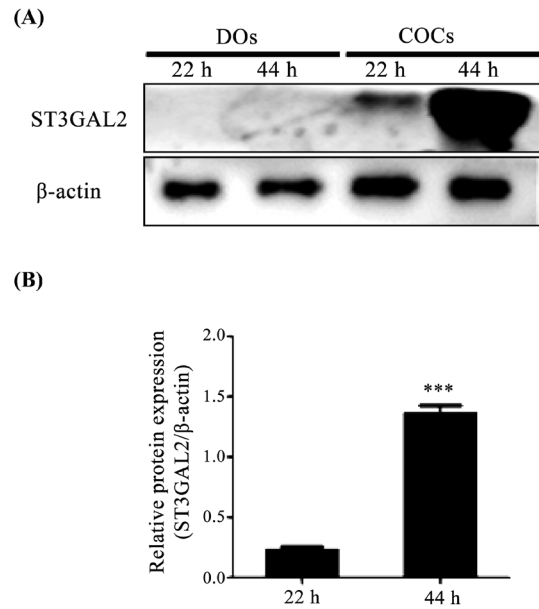 (A)
DOs COCs
22 h 44 h 22 h 44 h
ST3GAL2
β-actin
(B)
Relative protein expression
(ST3GAL2/β-actin)
2.0
1.5
1.0
0.5
0.0
***
22 h 44 h